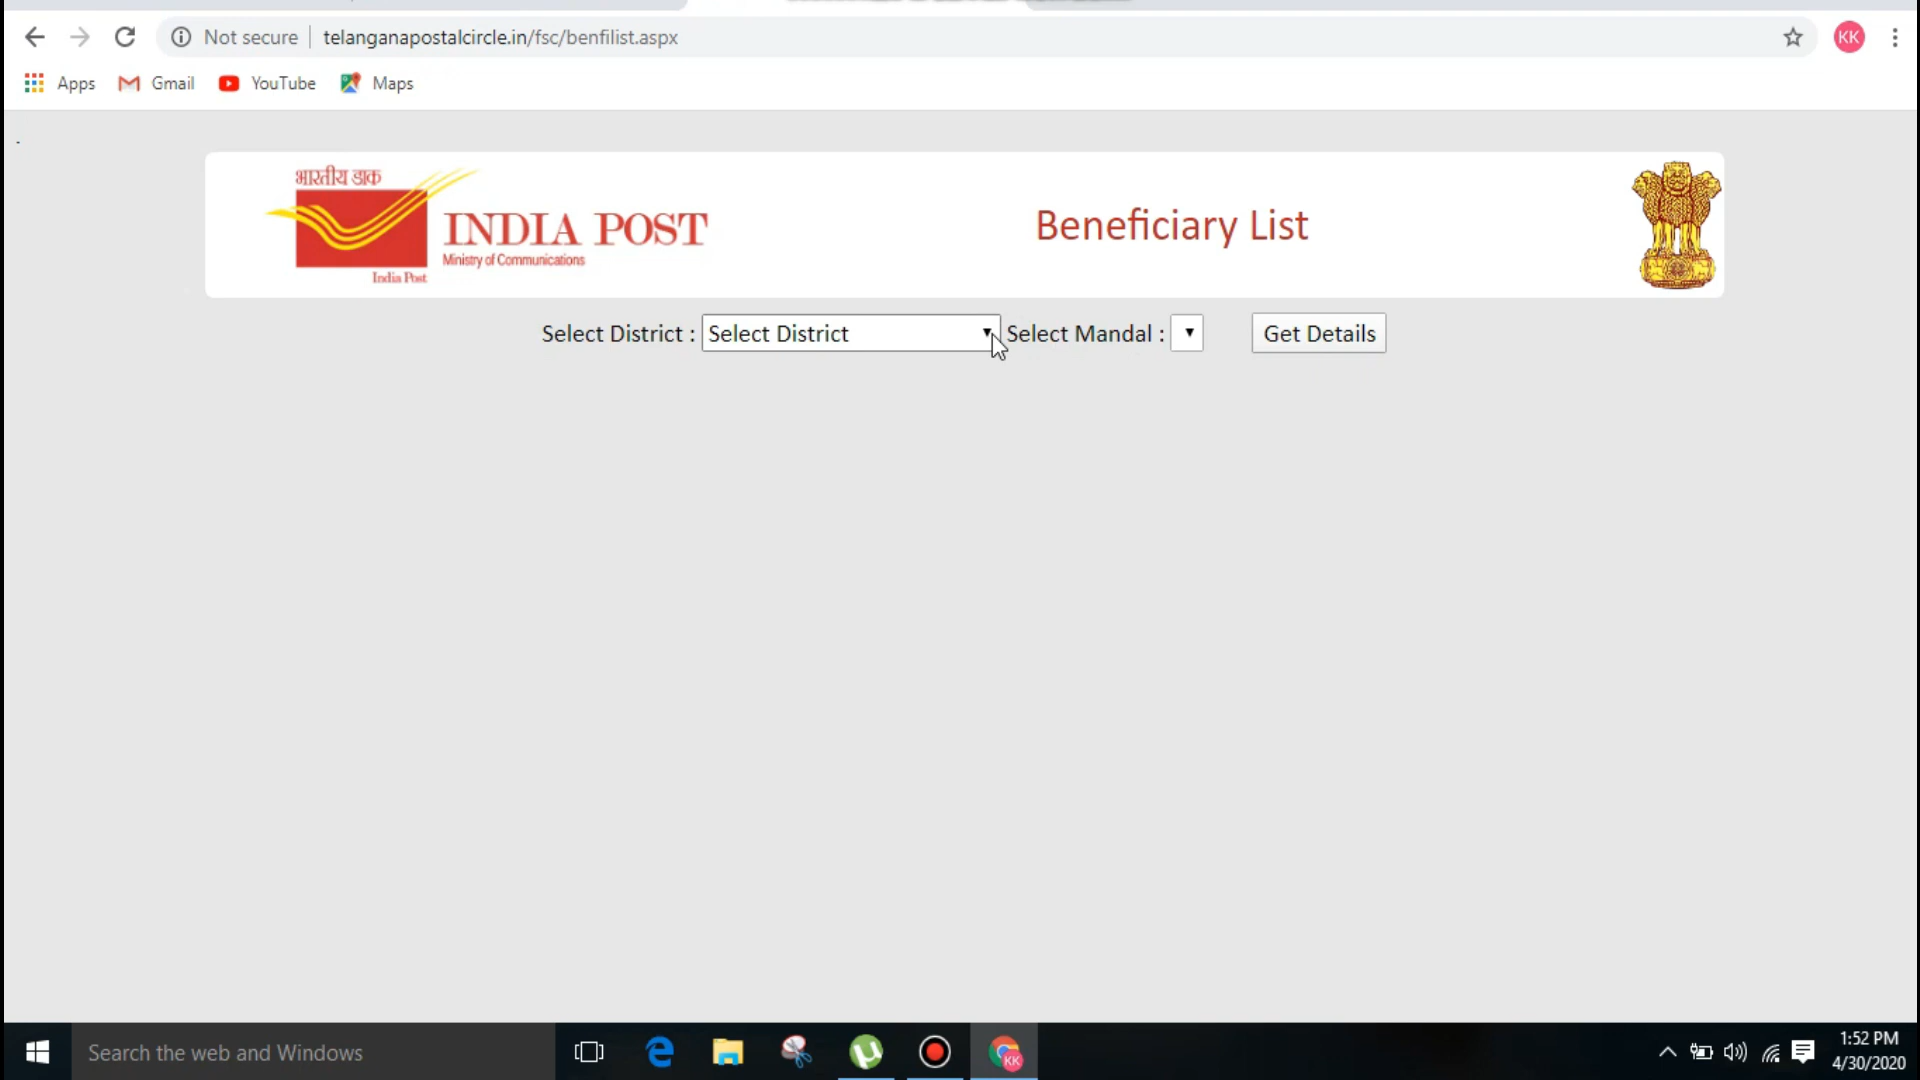 Not secure | telanganapostalcircle.in/fsc/benfilist.aspx
KK
Apps Gmail YouTube Maps
भारतीय डाक
INDIA POST
Ministry of Communications
India Post
Beneficiary List
Select District : Select District Select Mandal : Get Details
Search the web and Windows
KK
1:52 PM
4/30/2020